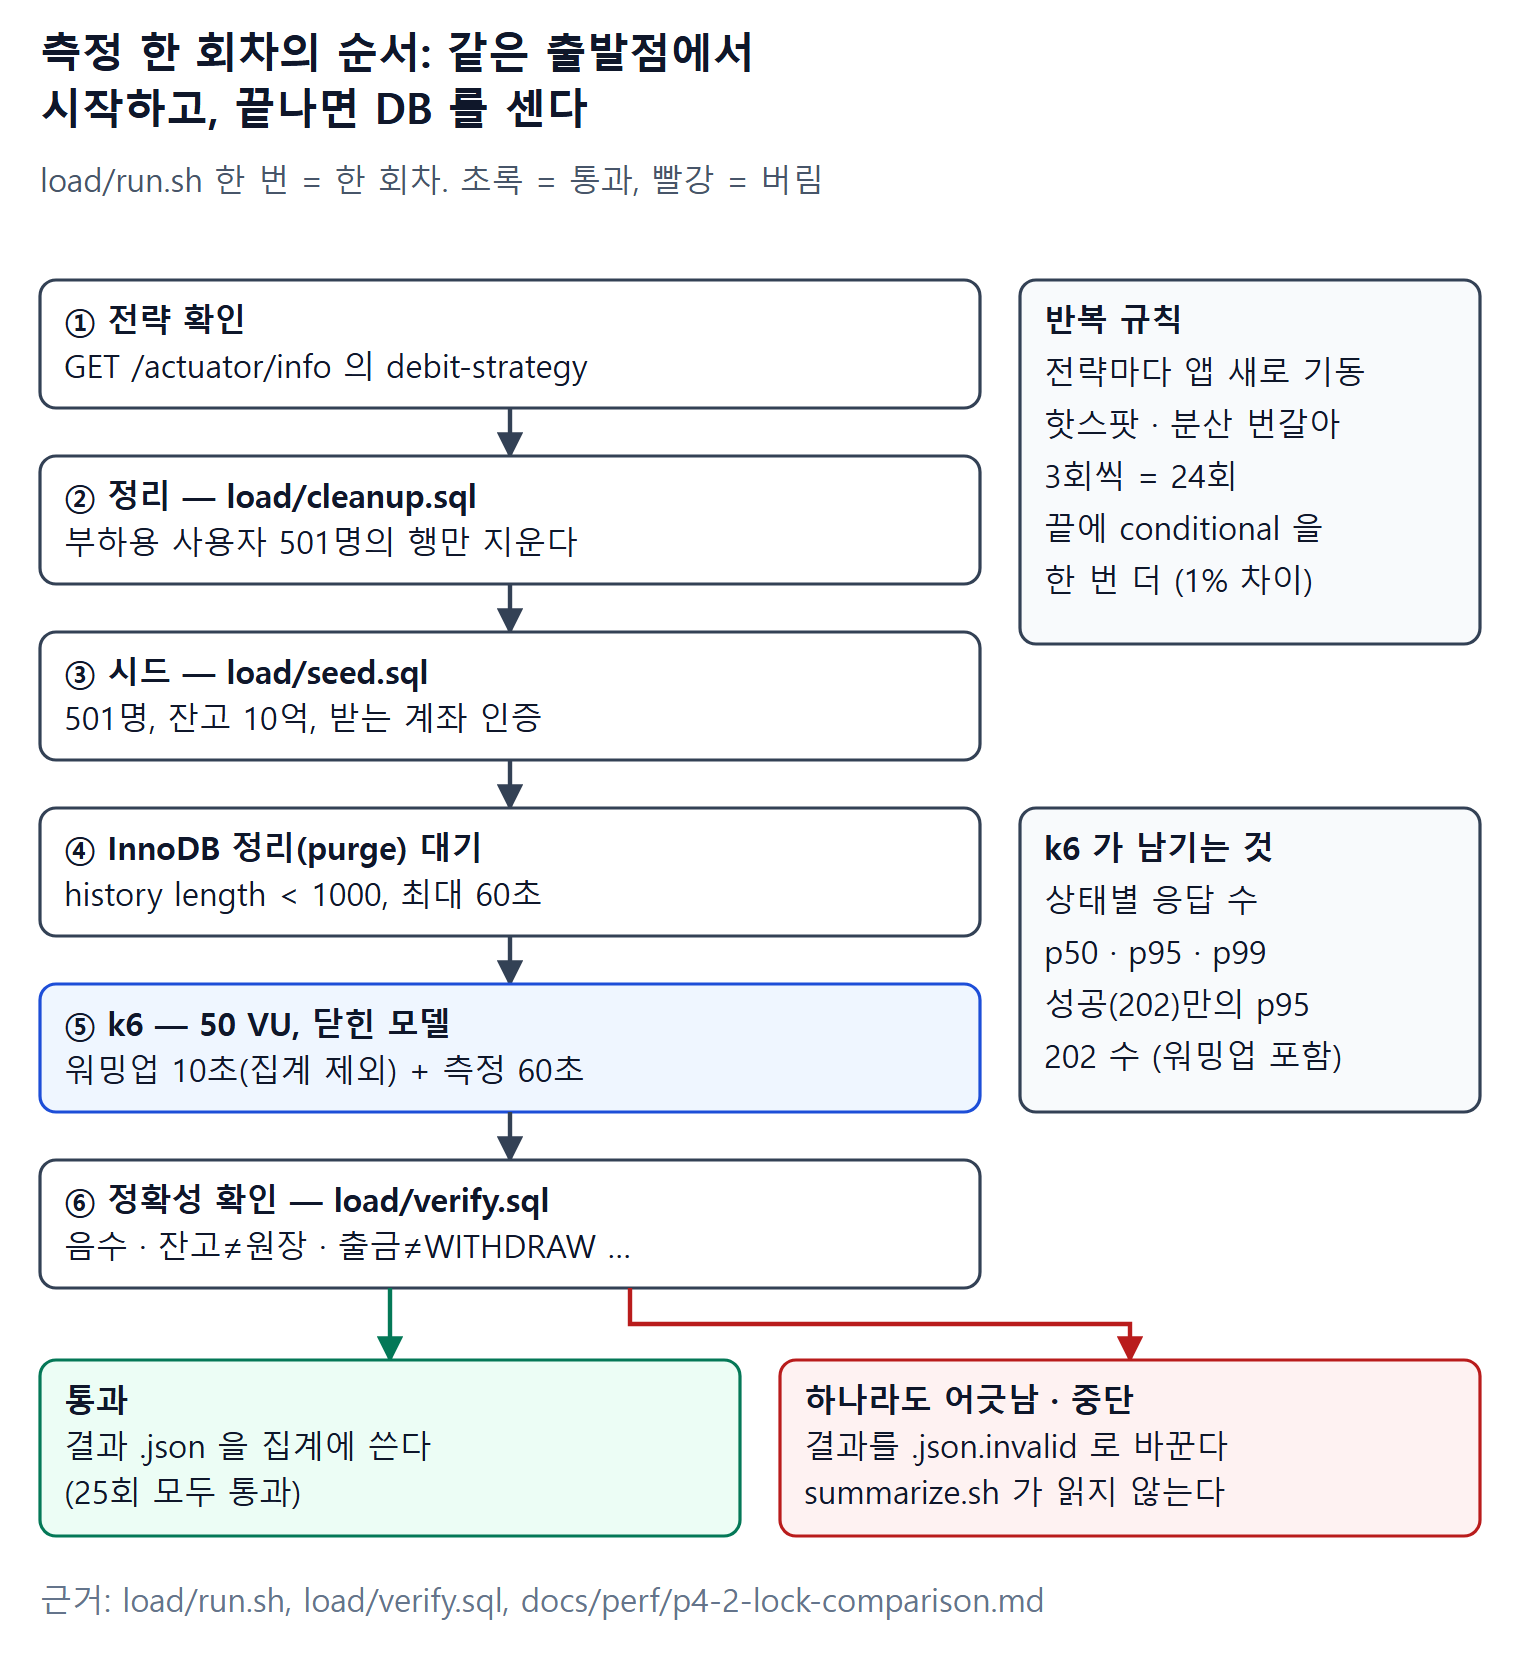 측정 한 회차의 순서: 같은 출발점에서
시작하고, 끝나면 DB 를 센다
load/run.sh 한 번 = 한 회차. 초록 = 통과, 빨강 = 버림
① 전략 확인
GET /actuator/info 의 debit-strategy
② 정리 — load/cleanup.sql
부하용 사용자 501명의 행만 지운다
③ 시드 — load/seed.sql
501명, 잔고 10억, 받는 계좌 인증
④ InnoDB 정리(purge) 대기
history length < 1000, 최대 60초
⑤ k6 — 50 VU, 닫힌 모델
워밍업 10초(집계 제외) + 측정 60초
⑥ 정확성 확인 — load/verify.sql
음수 · 잔고≠원장 · 출금≠WITHDRAW ...
반복 규칙
전략마다 앱 새로 기동
핫스팟 · 분산 번갈아
3회씩 = 24회
끝에 conditional 을
한 번 더 (1% 차이)
k6 가 남기는 것
상태별 응답 수
p50 · p95 · p99
성공(202)만의 p95
202 수 (워밍업 포함)
통과
결과 .json 을 집계에 쓴다
(25회 모두 통과)
하나라도 어긋남 · 중단
결과를 .json.invalid 로 바꾼다
summarize.sh 가 읽지 않는다
근거: load/run.sh, load/verify.sql, docs/perf/p4-2-lock-comparison.md